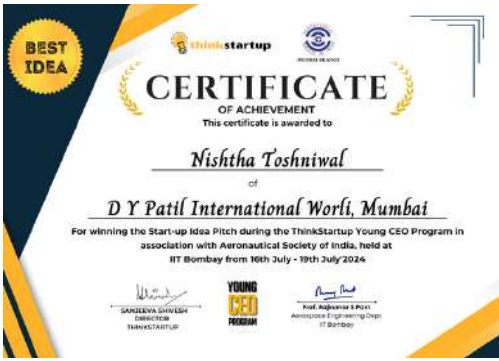 BEST
IDEA
thinkstartup
CERTIFICATE
OF ACHIEVEMENT
This certificate is awarded to
Nishtha Toshniwal
of
D Y Patil International Worli, Mumbai
For winning the Start-up Idea Pitch during the ThinkStartup Young CEO Program in
association with Aeronautical Society of India, held at
IIT Bombay from 16th July - 19th July'2024
SANJEEVA SHIVESH
DIRECTOR
THINKSTARTUP
YOUNG
CEO
PROGRAM
Prof. Rajkumar S Pant
Aerospace Engineering Dept
IIT Bombay